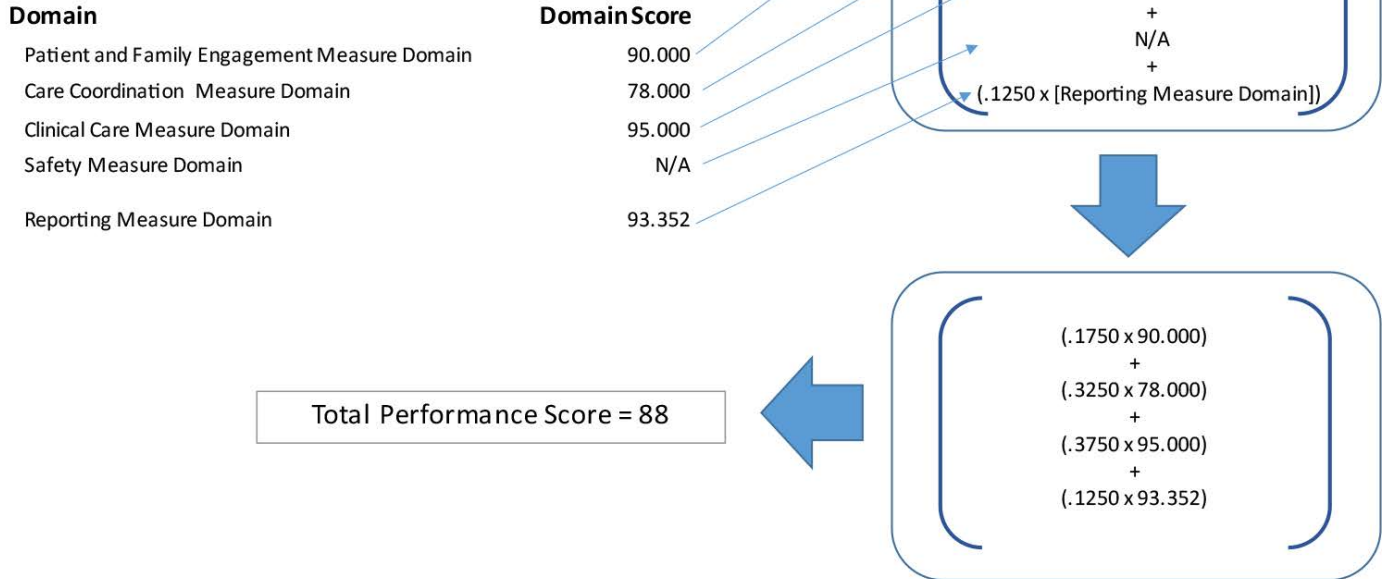 Domain Domain Score
Patient and Family Engagement Measure Domain 90.000
Care Coordination Measure Domain 78.000
Clinical Care Measure Domain 95.000
Safety Measure Domain N/A
Reporting Measure Domain 93.352
+
N/A
+
(.1250 x [Reporting Measure Domain])
(.1750 x 90.000)
+
(.3250 x 78.000)
+
(.3750 x 95.000)
+
(.1250 x 93.352)
Total Performance Score = 88